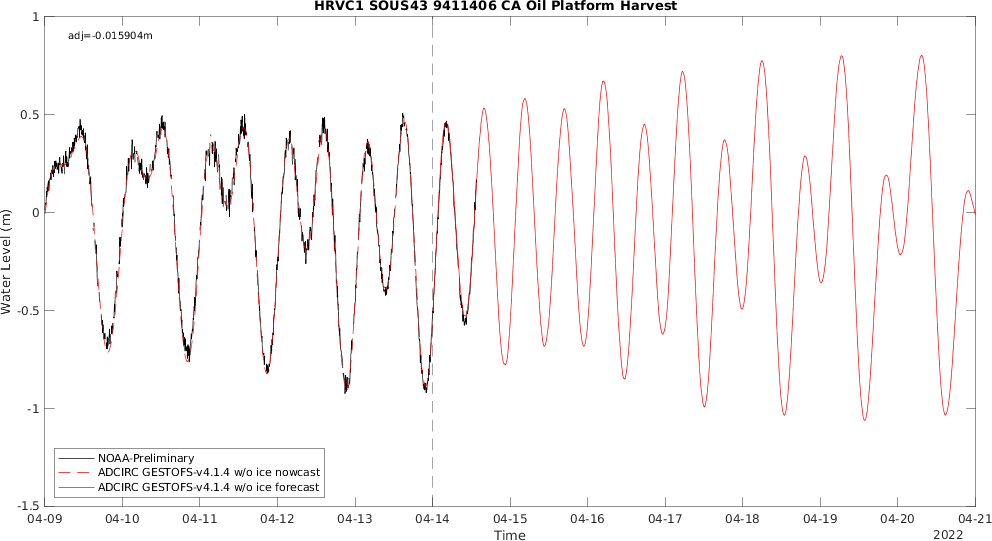 HRVC1 SOUS43 9411406 CA Oil Platform Harvest
adj=-0.015904m
1
0.5
0
-0.5
-1
-1.5
Water Level (m)
NOAA-Preliminary
ADCIRC GESTOFS-v4.1.4 w/o ice nowcast
ADCIRC GESTOFS-v4.1.4 w/o ice forecast
04-09 04-10 04-11 04-12 04-13 04-14 04-15 04-16 04-17 04-18 04-19 04-20 04-21
Time
2022